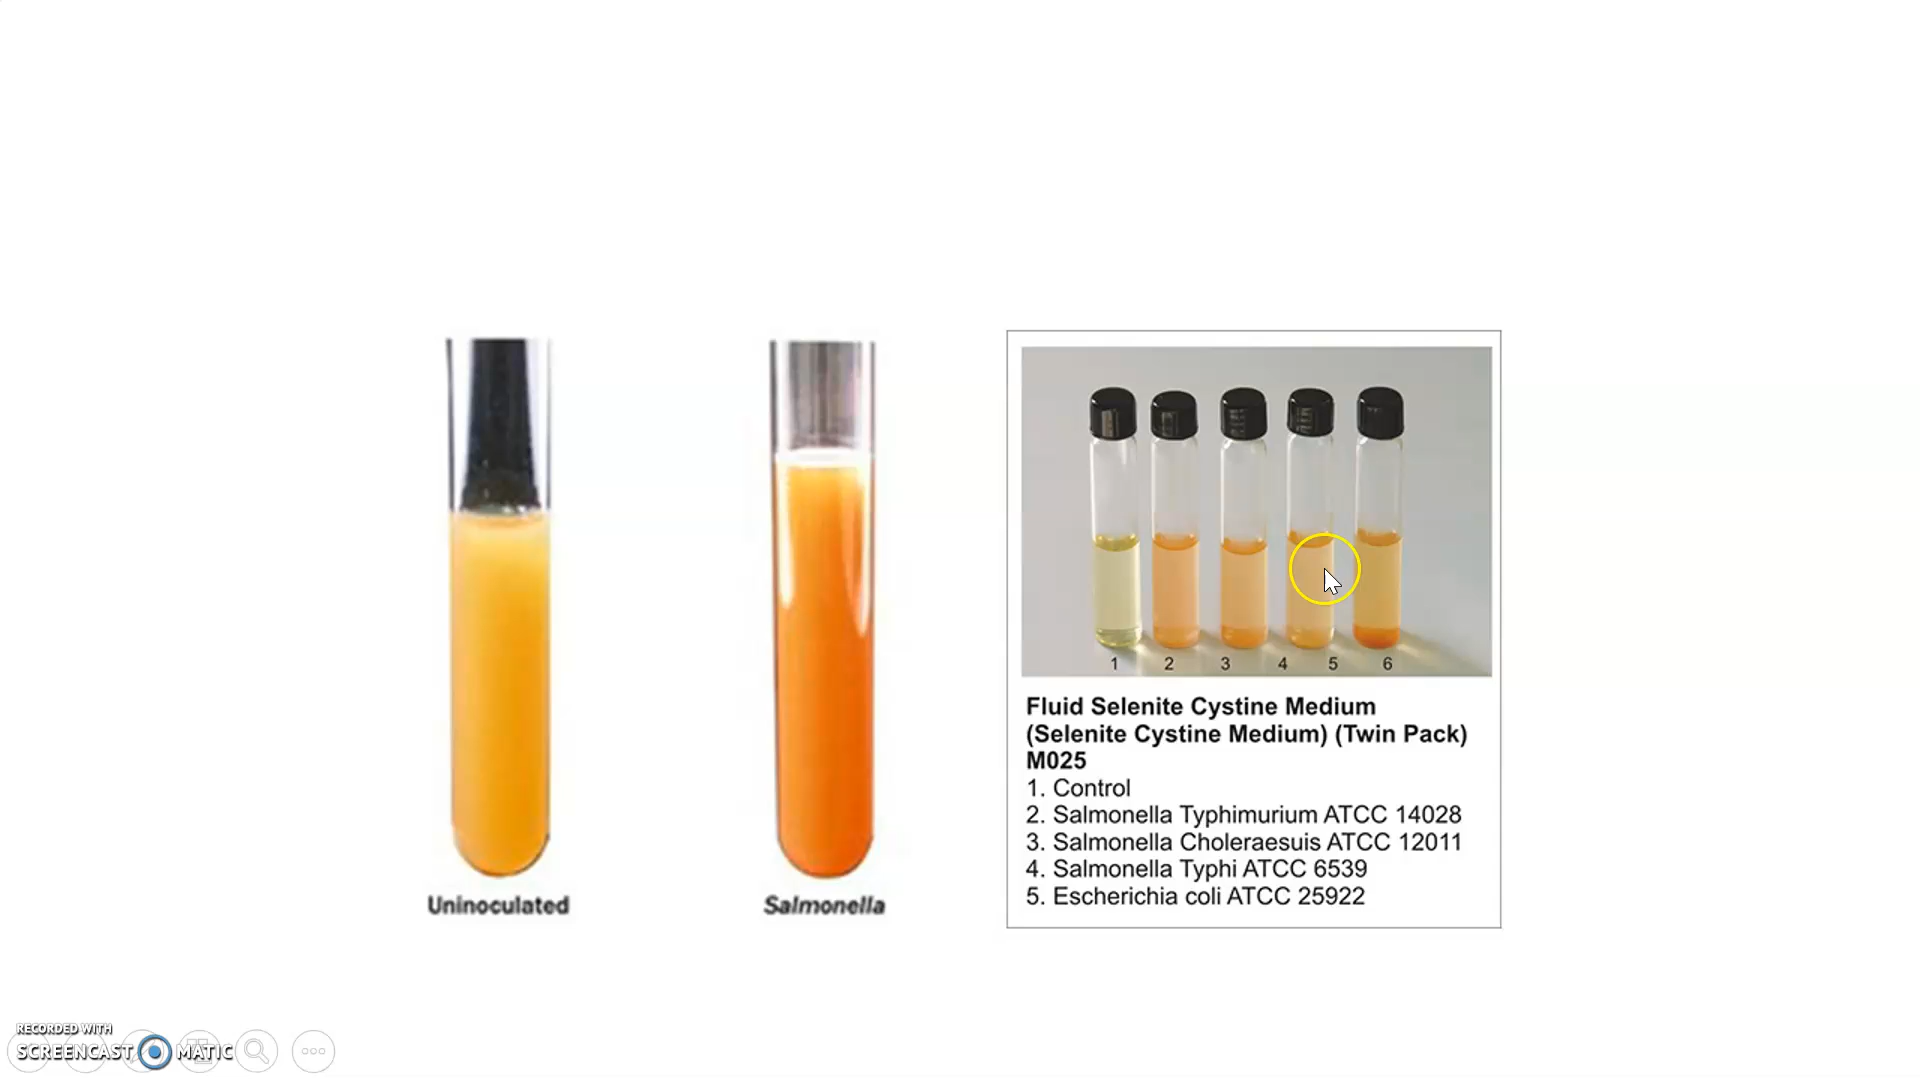 1 2 3 4 5 6
Fluid Selenite Cystine Medium
(Selenite Cystine Medium) (Twin Pack)
M025
1. Control
2. Salmonella Typhimurium ATCC 14028
3. Salmonella Choleraesuis ATCC 12011
4. Salmonella Typhi ATCC 6539
5. Escherichia coli ATCC 25922
Uninoculated
Salmonella
RECORDED WITH
SCREENCAST MATIC